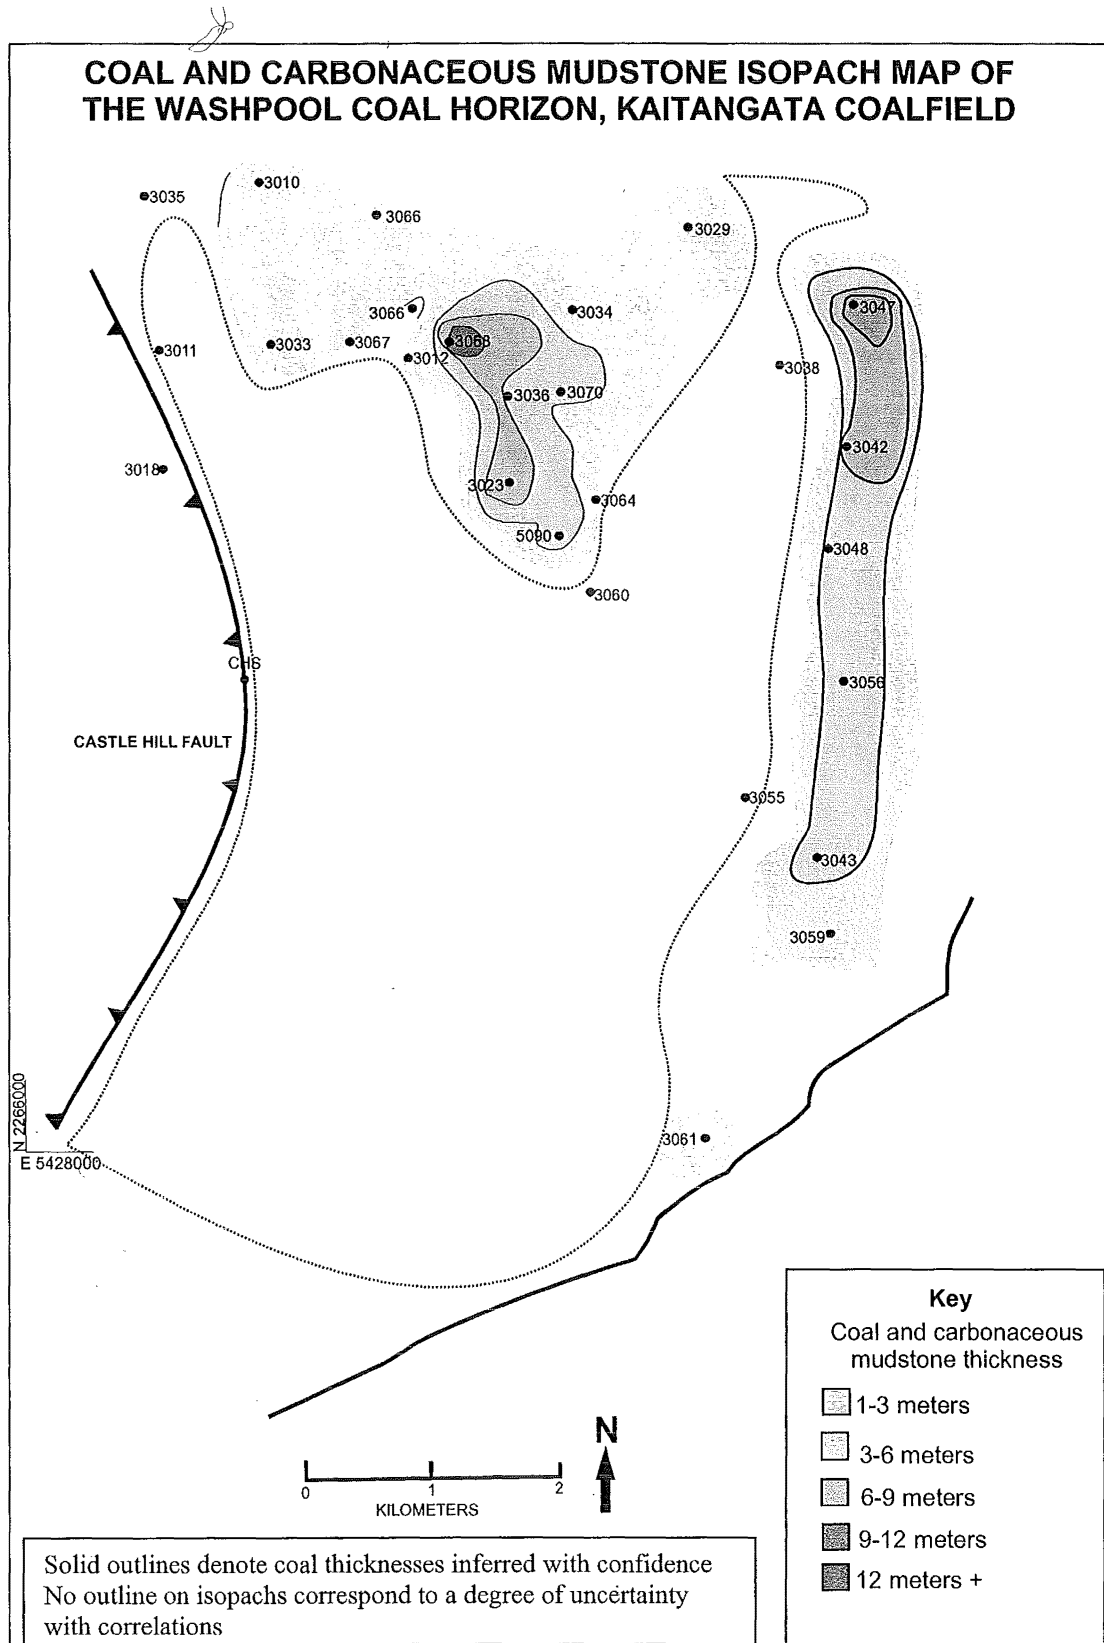 COAL AND CARBONACEOUS MUDSTONE ISOPACH MAP OF
THE WASHPOOL COAL HORIZON, KAITANGATA COALFIELD
3035
3010
3066
3029
3066
3034
3047
3011
3033
3067
3012
3068
3038
3036
3070
3018
3042
3023
3064
5090
3048
3060
CHS
3056
CASTLE HILL FAULT
3055
3043
3059
N 2266000
E 5428000
3061
Key
Coal and carbonaceous
mudstone thickness
1-3 meters
3-6 meters
6-9 meters
9-12 meters
12 meters +
N
0 1 2
KILOMETERS
Solid outlines denote coal thicknesses inferred with confidence
No outline on isopachs correspond to a degree of uncertainty
with correlations